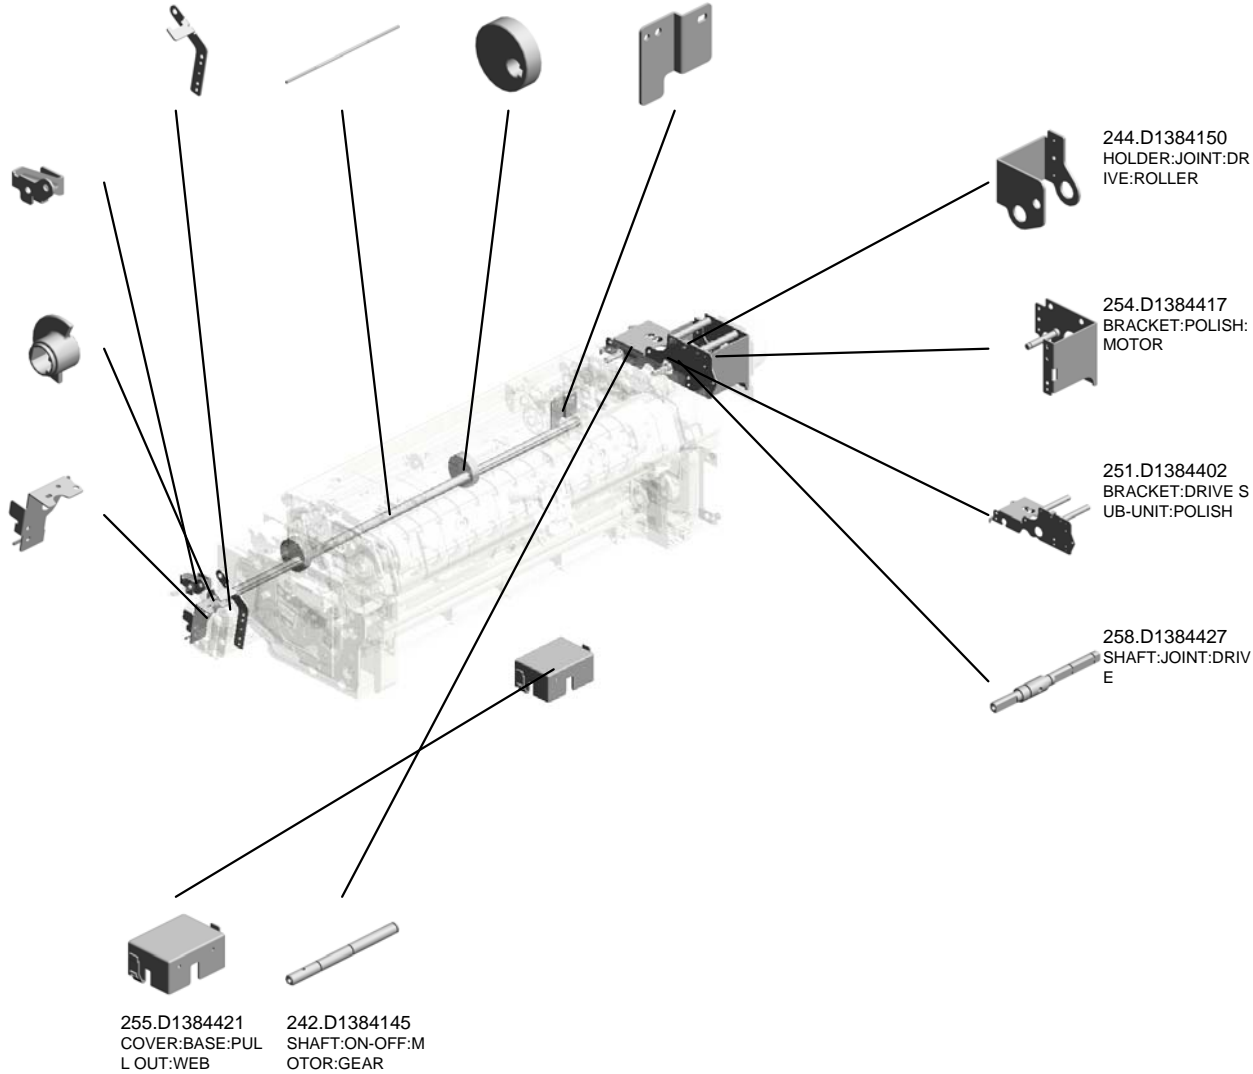 244.D1384150
HOLDER:JOINT:DR
IVE:ROLLER
254.D1384417
BRACKET:POLISH:
MOTOR
251.D1384402
BRACKET:DRIVE S
UB-UNIT:POLISH
258.D1384427
SHAFT:JOINT:DRIV
E
255.D1384421
COVER:BASE:PUL
L OUT:WEB
242.D1384145
SHAFT:ON-OFF:M
OTOR:GEAR